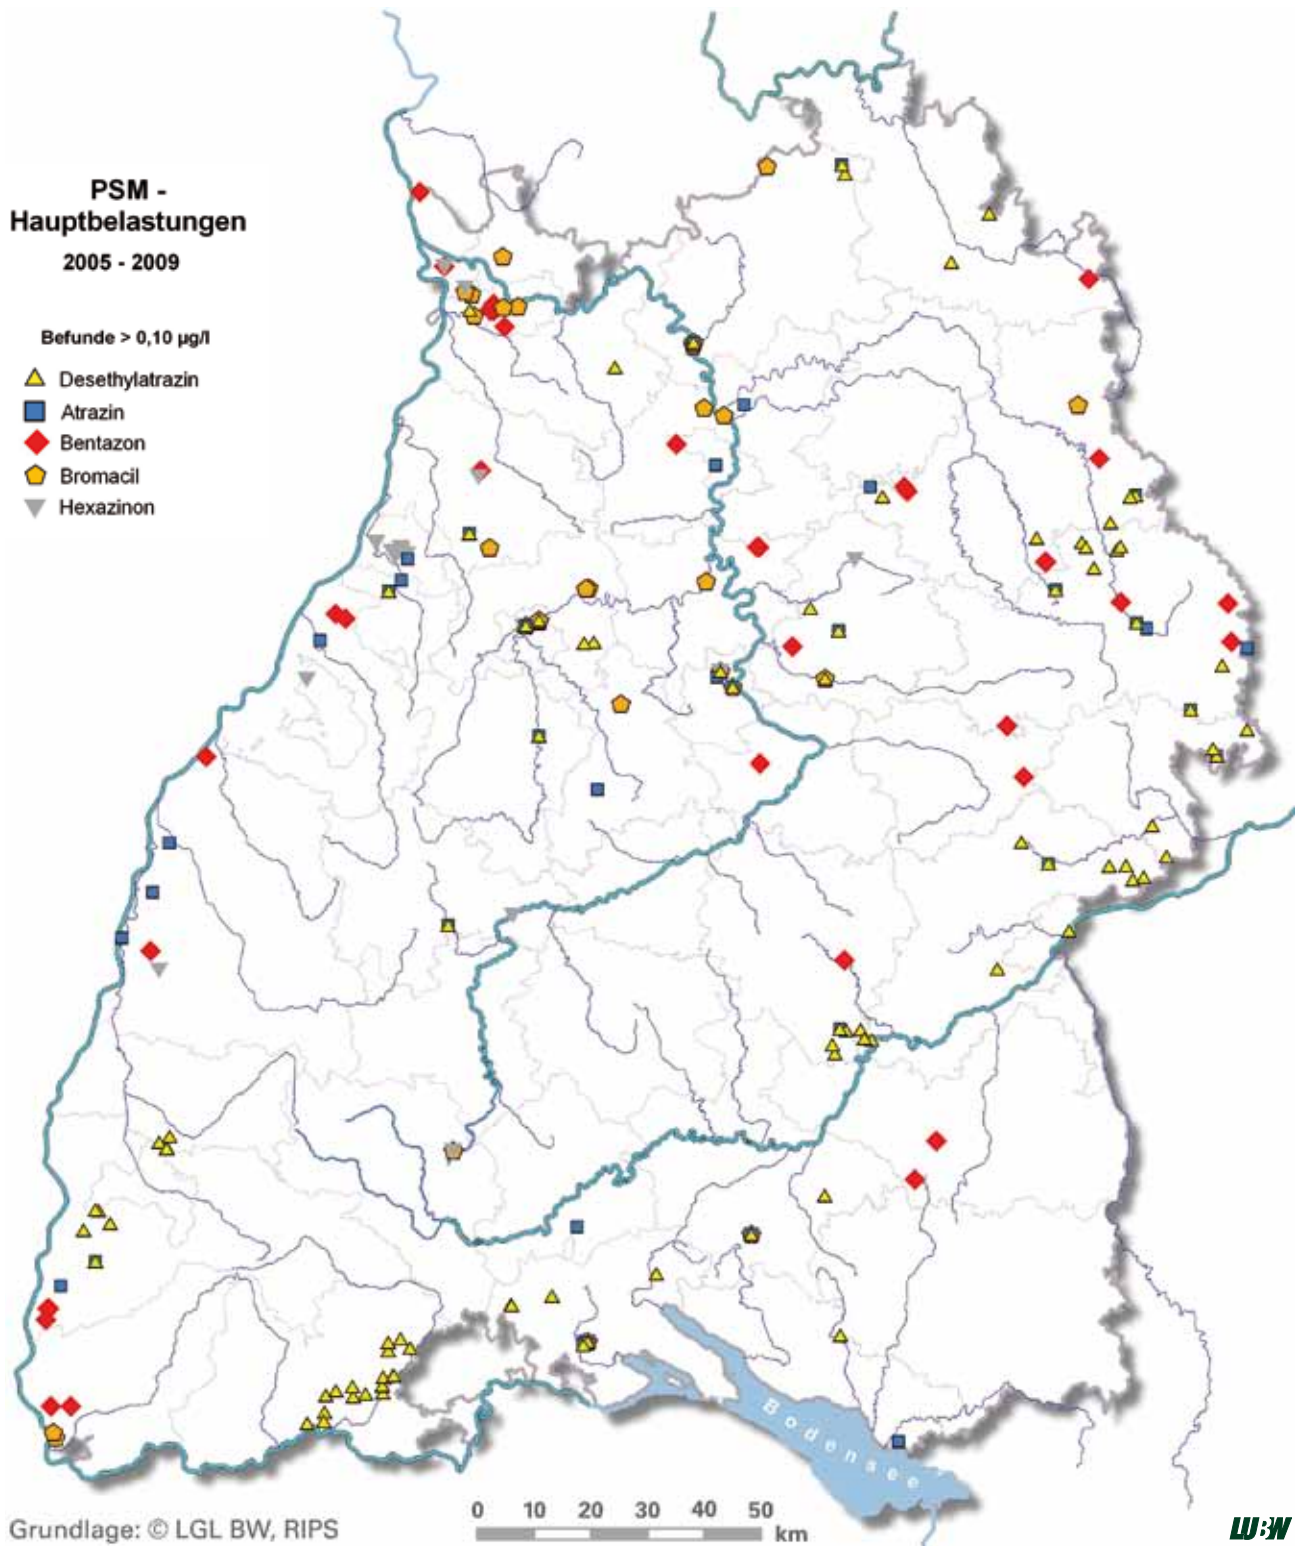 PSM -
Hauptbelastungen
2005 - 2009
Befunde > 0,10 µg/l
Desethylatrazin
Atrazin
Bentazon
Bromacil
Hexazinon
Bodensee
0 10 20 30 40 50
km
Grundlage: © LGL BW, RIPS
LUBW